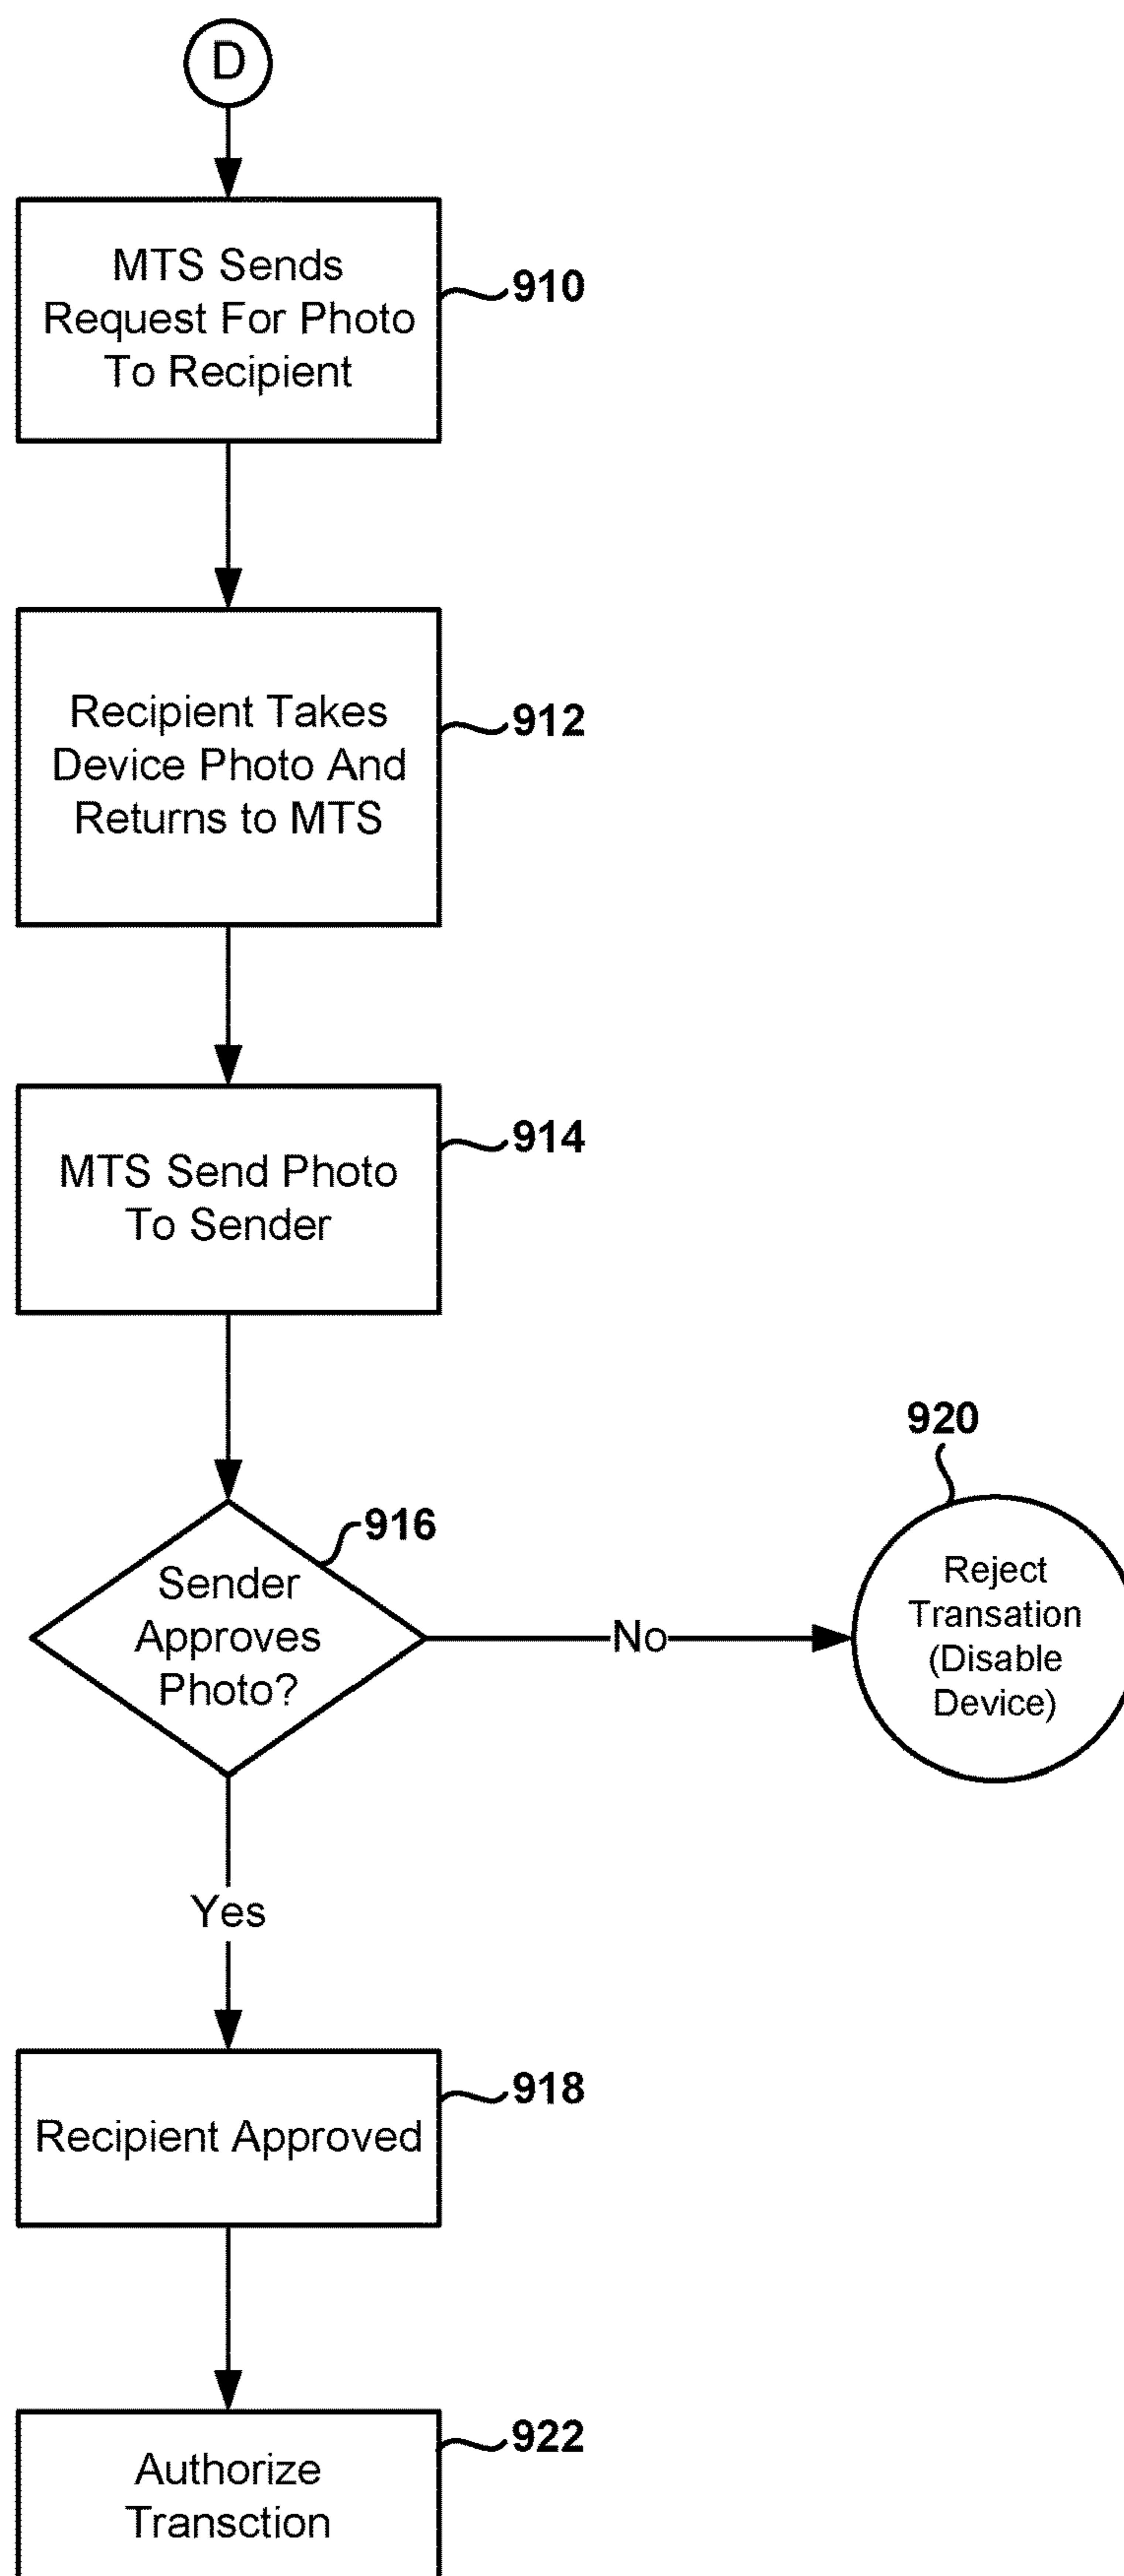 D
MTS Sends
Request For Photo
To Recipient
910
Recipient Takes
Device Photo And
Returns to MTS
912
MTS Send Photo
To Sender
914
Sender
Approves
Photo?
916
No
920
Reject
Transation
(Disable
Device)
Yes
Recipient Approved
918
Authorize
Transction
922